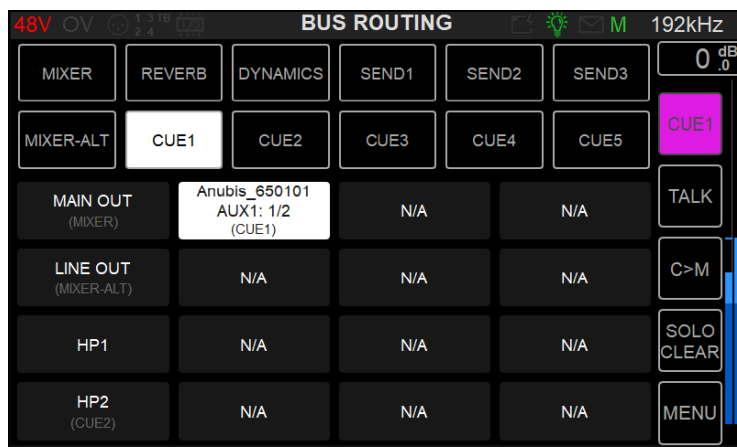 48V OV 1 3 TB BUS ROUTING M 192kHz
2 4
0 .0 dB
MIXER REVERB DYNAMICS SEND1 SEND2 SEND3
MIXER-ALT CUE1 CUE2 CUE3 CUE4 CUE5 CUE1
MAIN OUT
(MIXER)
Anubis_650101
AUX1: 1/2
(CUE1)
N/A N/A TALK
LINE OUT
(MIXER-ALT)
N/A N/A N/A C>M
HP1 N/A N/A N/A SOLO
CLEAR
HP2
(CUE2)
N/A N/A N/A MENU